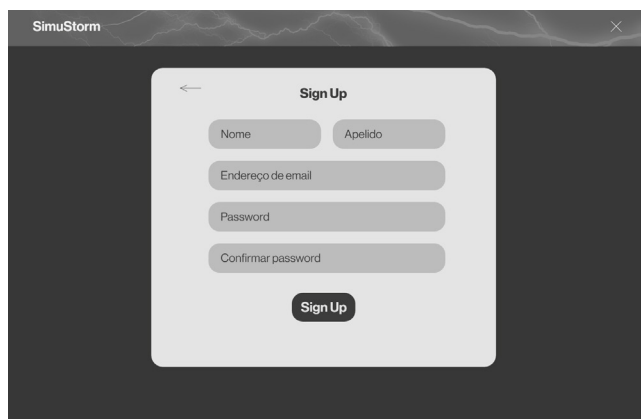 SimuStorm
Sign Up
Nome Apelido
Endereço de email
Password
Confirmar password
Sign Up